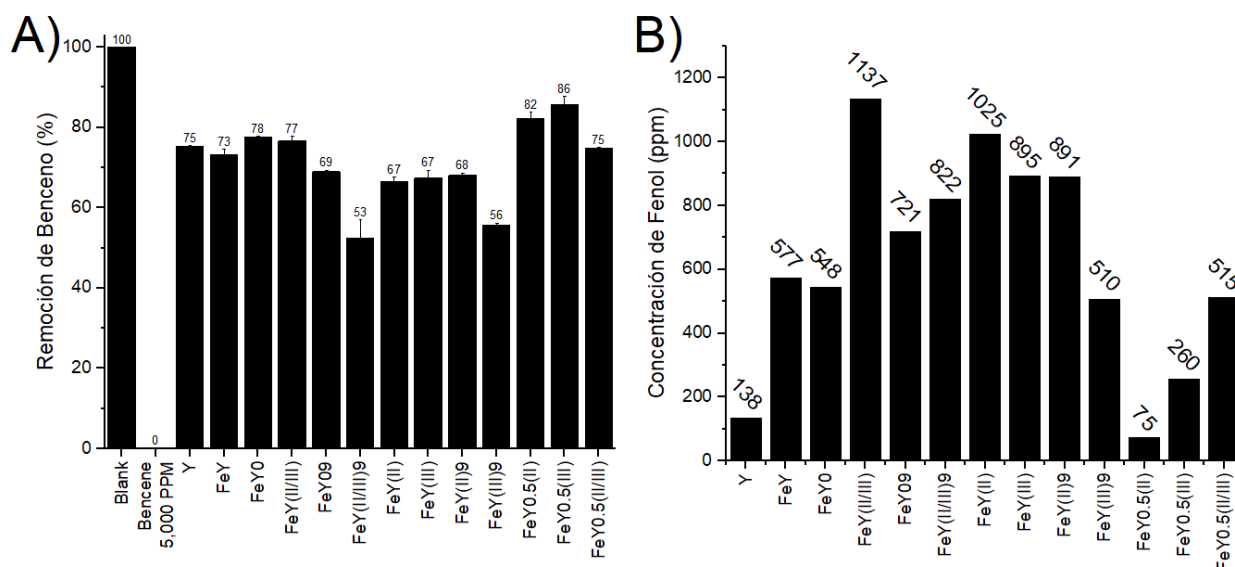 A)
Remoción de Benceno (%)
100
80
60
40
20
0
100
0
75
73
78
77
69
53
67
67
68
56
82
86
75
Blank
Bencene
5,000 PPM
Y
FeY
FeY0
FeY(II/III)
FeY09
FeY(II/III)9
FeY(II)
FeY(III)
FeY(II)9
FeY(III)9
FeY0.5(II)
FeY0.5(III)
FeY0.5(II/III)
B)
Concentración de Fenol (ppm)
1200
1000
800
600
400
200
0
138
577
548
1137
721
822
1025
895
891
510
75
260
515
Y
FeY
FeY0
FeY(II/III)
FeY09
FeY(II/III)9
FeY(II)
FeY(III)
FeY(II)9
FeY(III)9
FeY0.5(II)
FeY0.5(III)
FeY0.5(II/III)